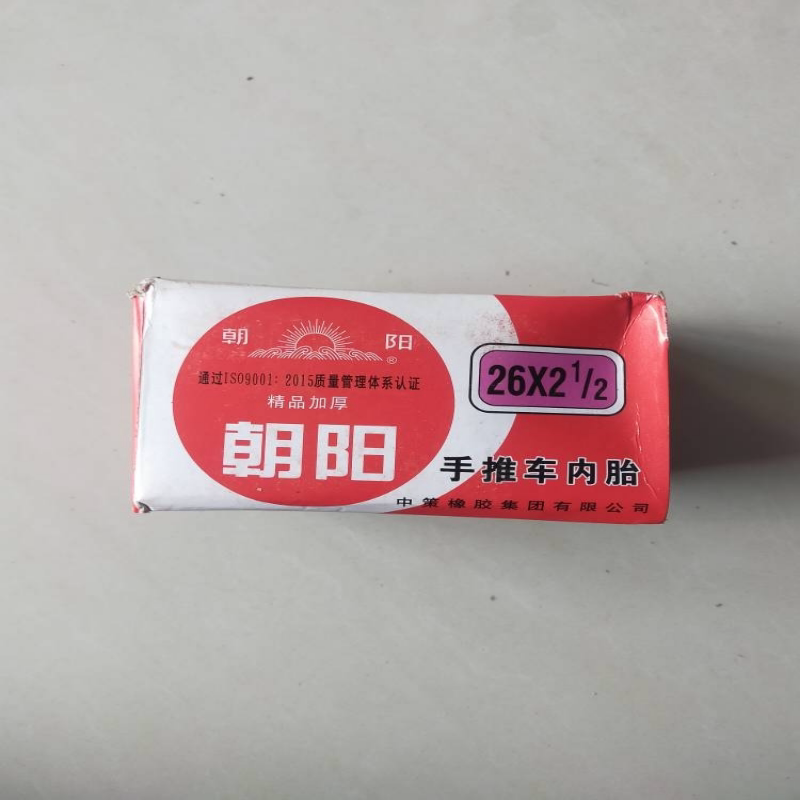 朝 阳
®
通过ISO9001：2015质量管理体系认证
精品加厚
朝阳
26X2 1/2
手推车内胎
中策橡胶集团有限公司